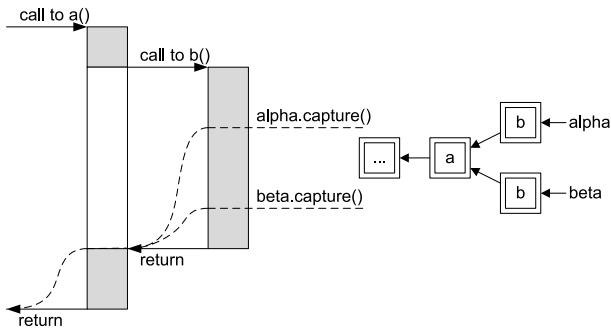 call to a()
call to b()
alpha.capture()
b
alpha
...
a
beta.capture()
b
beta
return
return